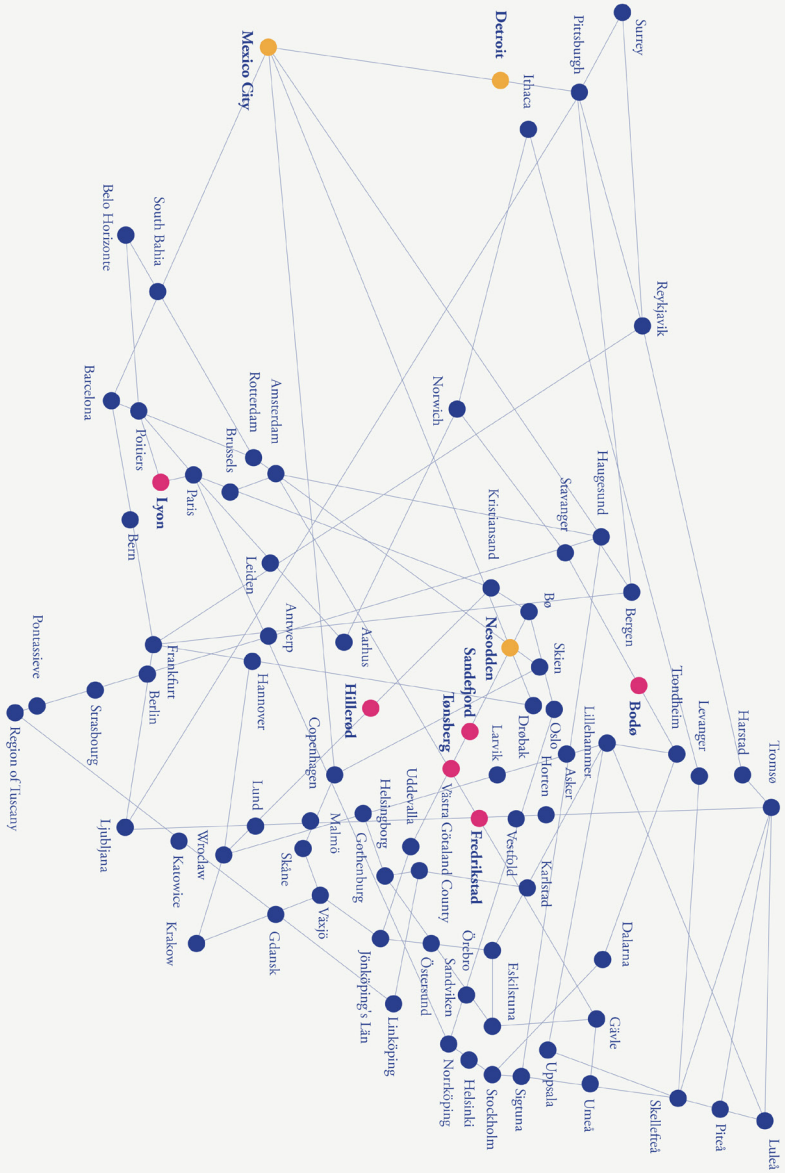 Surrey
Pittsburgh
Detroit
Mexico City
Ithaca
Reykjavik
South Bahia
Belo Horizonte
Haugesund
Stavanger
Norwich
Kristiansand
Amsterdam
Rotterdam
Brussels
Barcelona
Poitiers
Paris
Lyon
Bern
Leiden
Bergen
Bø
Nesodden
Skien
Sandefjord
Tønsberg
Aarhus
Antwerp
Hannover
Frankfurt
Berlin
Strasbourg
Pontassieve
Region of Tuscany
Bodø
Trondheim
Levanger
Harstad
Tromsø
Lillehammer
Oslo
Drøbak
Asker
Horten
Larvik
Hillerød
Copenhagen
Vestfold
Fredrikstad
Västra Götaland County
Uddevalla
Helsingborg
Gothenburg
Malmö
Lund
Skåne
Wroclaw
Katowice
Ljubljana
Krakow
Gdansk
Växjö
Karlstad
Dalarna
Jönköping's Län
Linköping
Östersund
Örebro
Sandviken
Eskilstuna
Gävle
Norrköping
Helsinki
Stockholm
Sigtuna
Uppsala
Umeå
Skellefteå
Piteå
Luleå